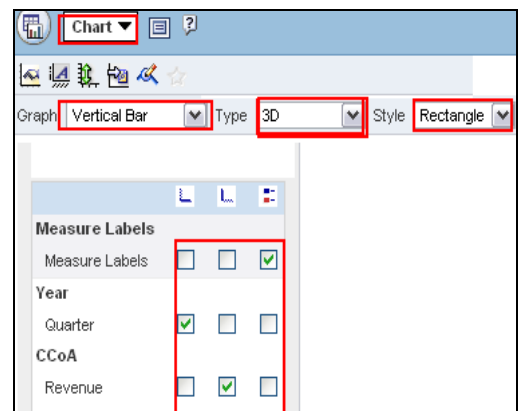 Chart
Graph Vertical Bar Type 3D Style Rectangle
Measure Labels
Measure Labels
Year
Quarter
CCoA
Revenue